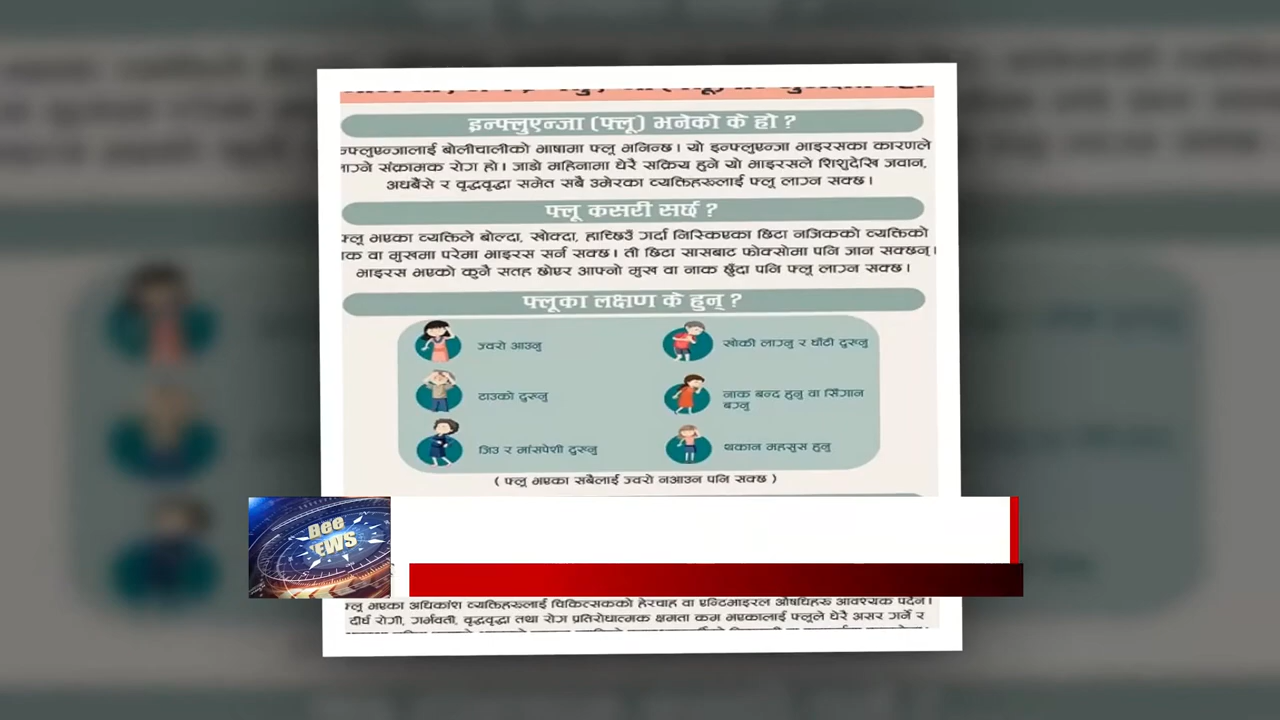 इन्फ्लुएन्जा (फ्लू) भनेको के हो ?
न्फ्लुएन्जालाई बोलीचालीको भाषामा फ्लू भनिन्छ । यो इन्फ्लुएन्जा भाइरसका कारणले
लाग्ने संक्रामक रोग हो । जाडो महिनामा धेरै सक्रिय हुने यो भाइरसले शिशुदेखि जवान,
अधबैंसे र वृद्धवृद्धा समेत सबै उमेरका व्यक्तिहरूलाई फ्लू लाग्न सक्छ ।
फ्लू कसरी सर्छ ?
फ्लू भएका व्यक्तिले बोल्दा, खोक्दा, हाच्छिउँ गर्दा निस्किएका छिटा नजिकको व्यक्तिको
नाक वा मुखमा परेमा भाइरस सर्न सक्छ । ती छिटा सासबाट फोक्सोमा पनि जान सक्छन् ।
भाइरस भएको कुनै सतह छोएर आफ्नो मुख वा नाक छुँदा पनि फ्लू लाग्न सक्छ ।
फ्लूका लक्षण के हुन् ?
ज्वरो आउनु
खोकी लाग्नु र घाँटी दुख्नु
टाउको दुख्नु
नाक बन्द हुनु वा सिँगान
बग्नु
जिउ र मांसपेशी दुख्नु
थकान महसुस हुनु
( फ्लू भएका सबैलाई ज्वरो नआउन पनि सक्छ )
Bee
NEWS
फ्लू भएका अधिकांश व्यक्तिहरूलाई चिकित्सकको हेरचाह वा एन्टिभाइरल औषधिहरू आवश्यक पर्दैन ।
दीर्घ रोगी, गर्भवती, वृद्धवृद्धा तथा रोग प्रतिरोधात्मक क्षमता कम भएकालाई फ्लूले धेरै असर गर्ने र